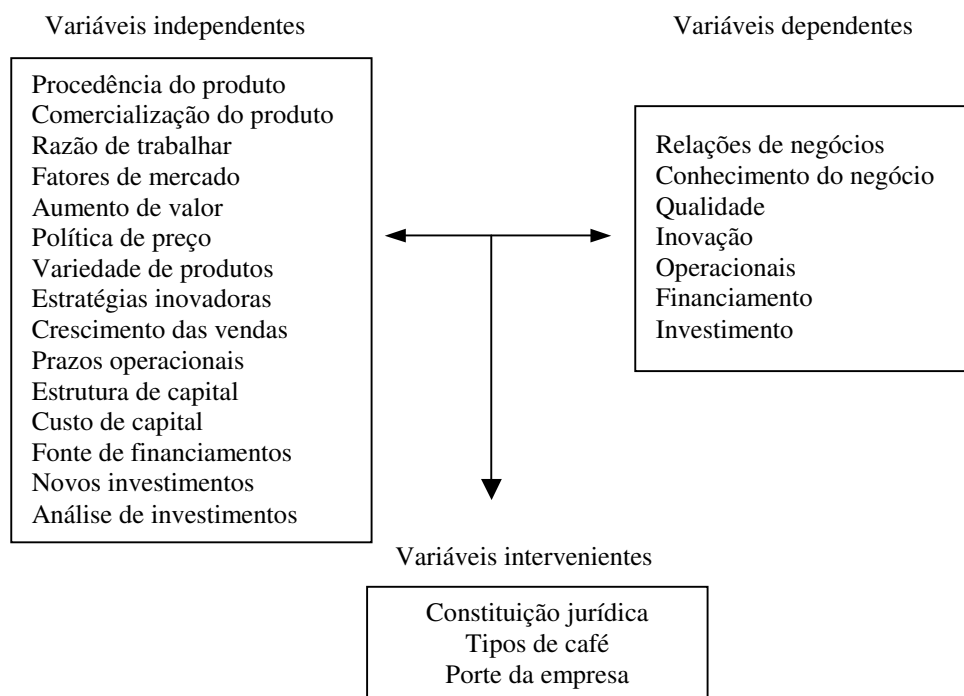 Variáveis independentes
Procedência do produto
Comercialização do produto
Razão de trabalhar
Fatores de mercado
Aumento de valor
Política de preço
Variedade de produtos
Estratégias inovadoras
Crescimento das vendas
Prazos operacionais
Estrutura de capital
Custo de capital
Fonte de financiamentos
Novos investimentos
Análise de investimentos
Variáveis dependentes
Relações de negócios
Conhecimento do negócio
Qualidade
Inovação
Operacionais
Financiamento
Investimento
Variáveis intervenientes
Constituição jurídica
Tipos de café
Porte da empresa